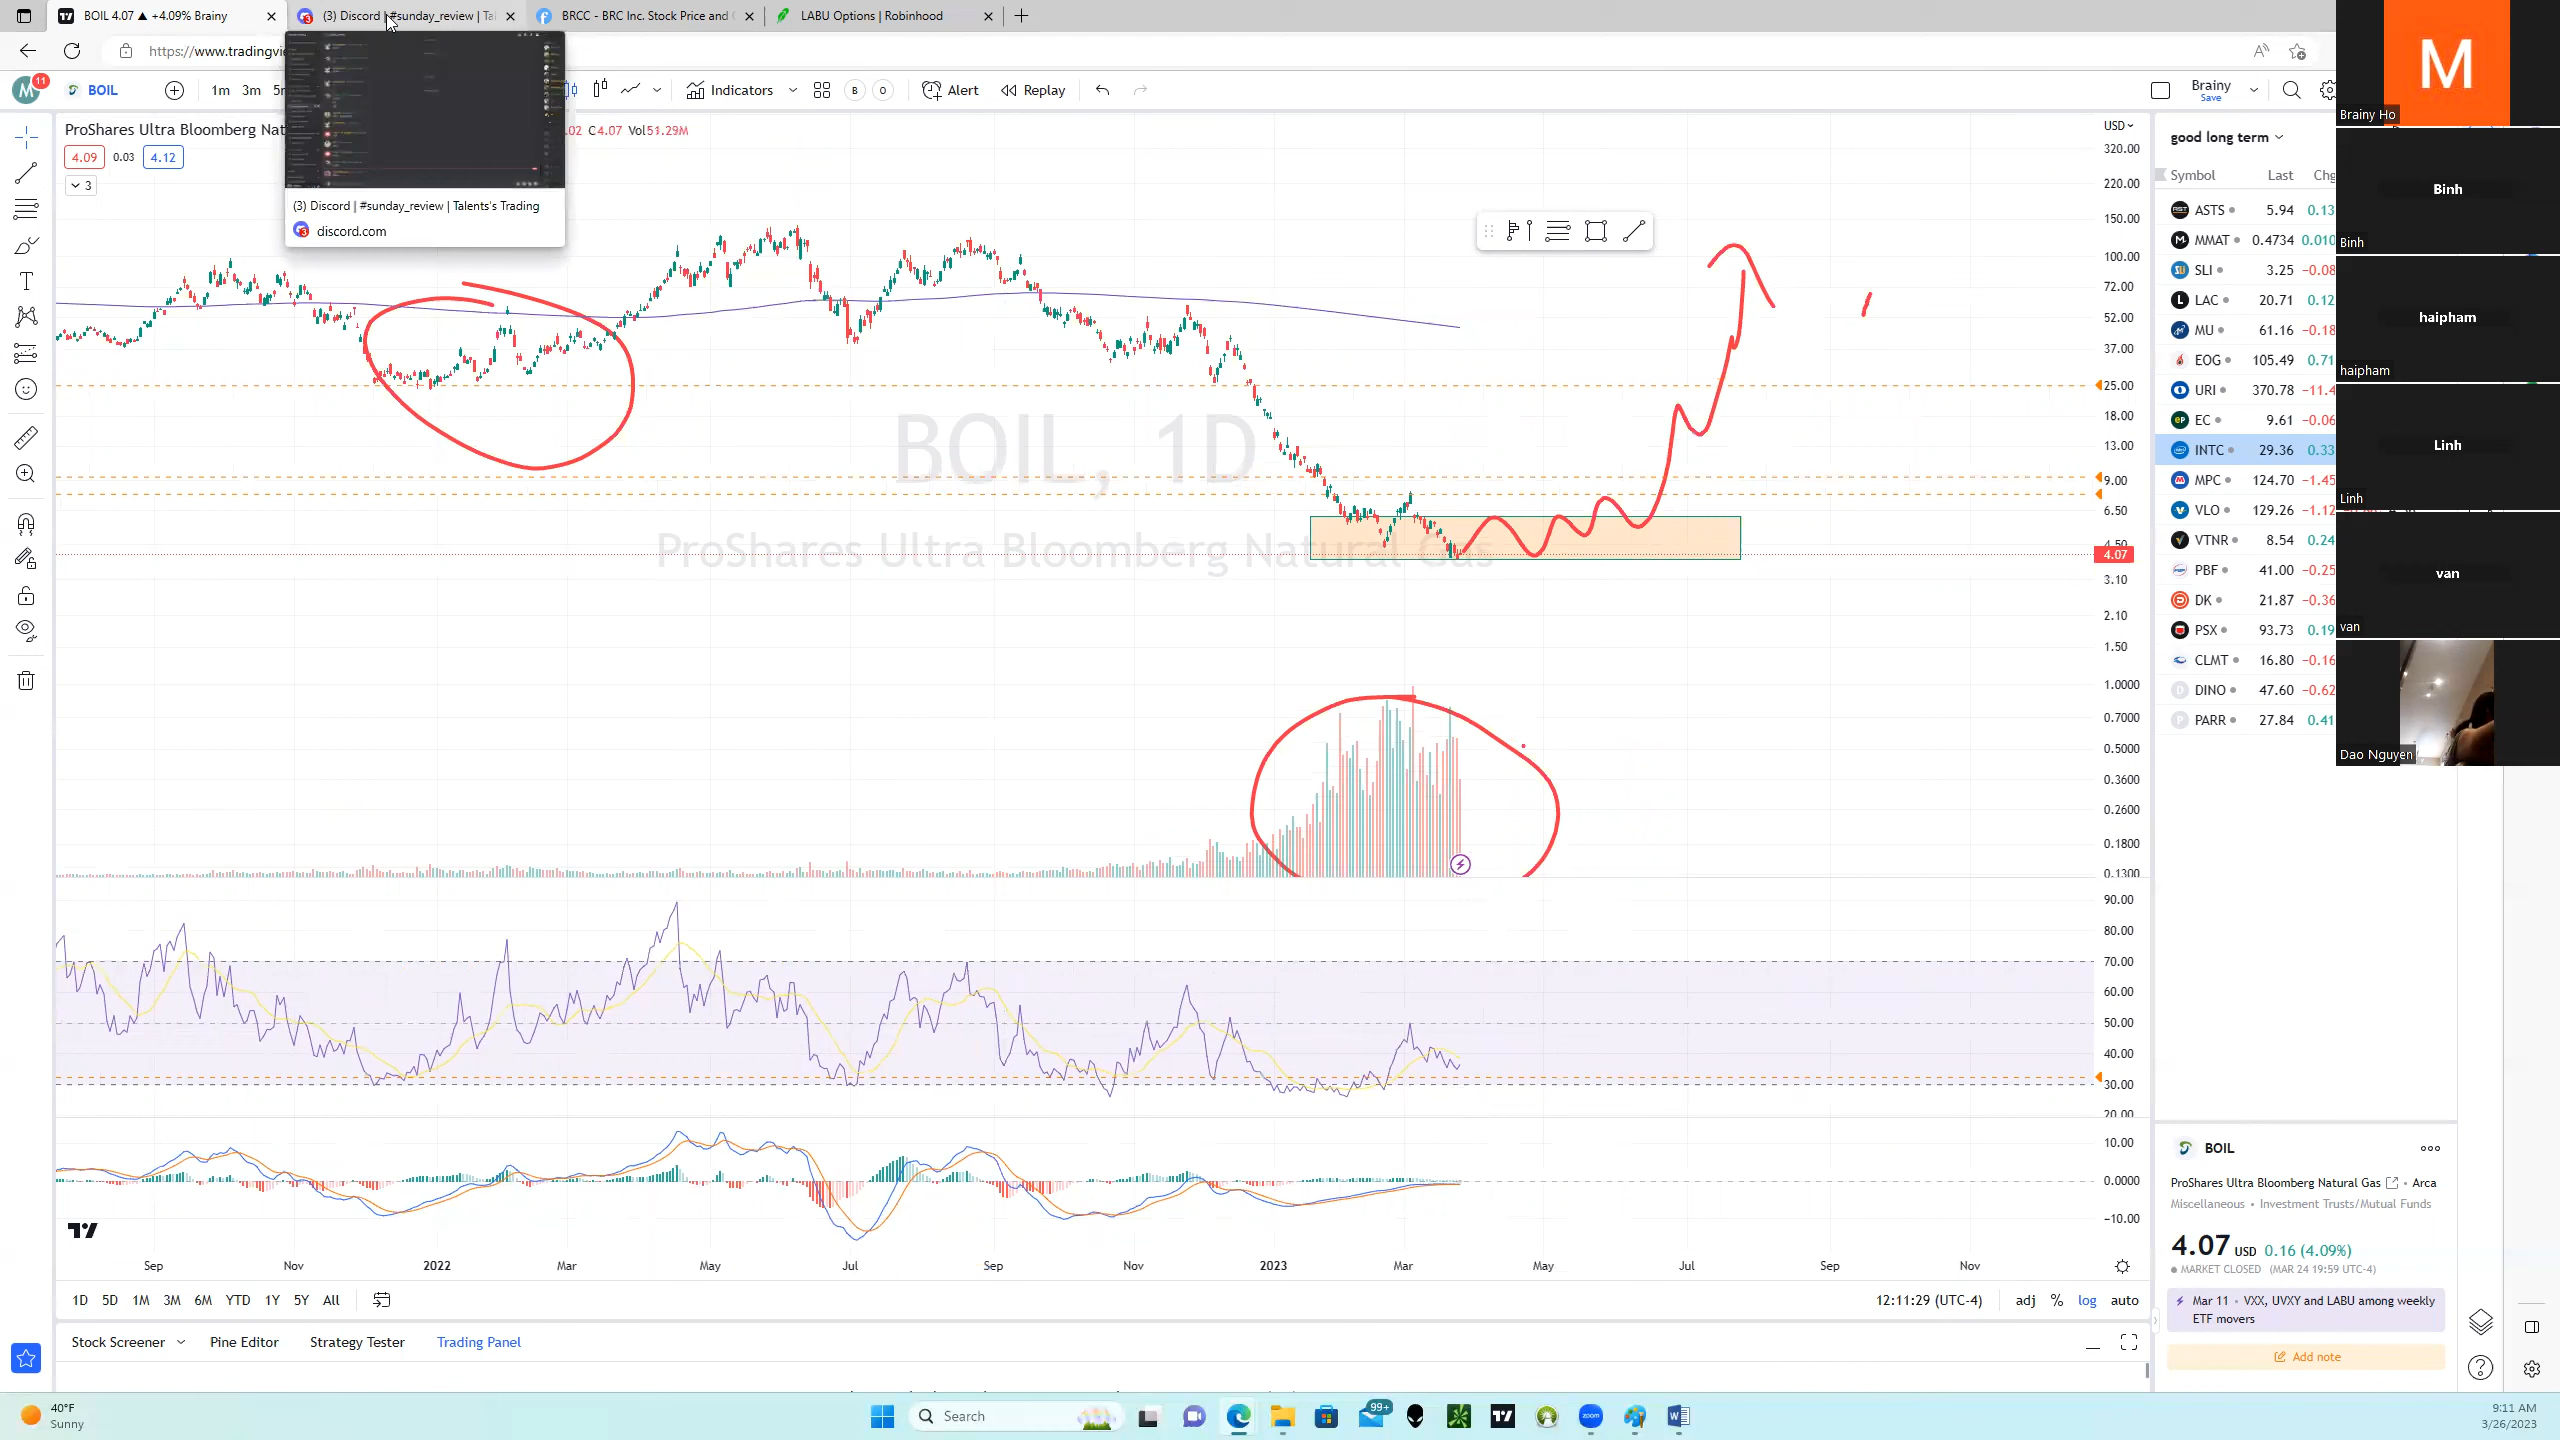 BOIL 4.07 ▲ +4.09% Brainy
(3) Discord | #sunday_review | Tal
BRCC - BRC Inc. Stock Price and
LABU Options | Robinhood
https://www.tradingvi
M 11
BOIL
1m 3m
Indicators
B O
Alert
Replay
Brainy
Save
ProShares Ultra Bloomberg Nat
C4.07 Vol51.29M
4.09 0.03 4.12
3
(3) Discord | #sunday_review | Talents's Trading
discord.com
BOIL, 1D
ProShares Ultra Bloomberg Natural Gas
USD
320.00
220.00
150.00
100.00
72.00
52.00
37.00
25.00
18.00
13.00
9.00
6.50
4.50
4.07
3.10
2.10
1.50
1.0000
0.7000
0.5000
0.3600
0.2600
0.1800
0.1300
90.00
80.00
70.00
60.00
50.00
40.00
30.00
20.00
10.00
0.0000
−10.00
Sep Nov 2022 Mar May Jul Sep Nov 2023 Mar May Jul Sep Nov
1D 5D 1M 3M 6M YTD 1Y 5Y All
12:11:29 (UTC-4) adj % log auto
Stock Screener Pine Editor Strategy Tester Trading Panel
good long term
Symbol Last Chg
ASTS 5.94 0.13
MMAT 0.4734 0.010
SLI 3.25 −0.08
LAC 20.71 0.12
MU 61.16 −0.18
EOG 105.49 0.71
URI 370.78 −11.4
EC 9.61 −0.06
INTC 29.36 0.33
MPC 124.70 −1.45
VLO 129.26 −1.12
VTNR 8.54 0.24
PBF 41.00 −0.25
DK 21.87 −0.36
PSX 93.73 0.19
CLMT 16.80 −0.16
DINO 47.60 −0.62
PARR 27.84 0.41
BOIL
ProShares Ultra Bloomberg Natural Gas • Arca
Miscellaneous • Investment Trusts/Mutual Funds
4.07 USD 0.16 (4.09%)
MARKET CLOSED (MAR 24 19:59 UTC-4)
Mar 11 • VXX, UVXY and LABU among weekly
ETF movers
Add note
M
Brainy Ho
Binh
Binh
haipham
haipham
Linh
Linh
van
van
Dao Nguyen
40°F
Sunny
Search
99+
zoom
9:11 AM
3/26/2023